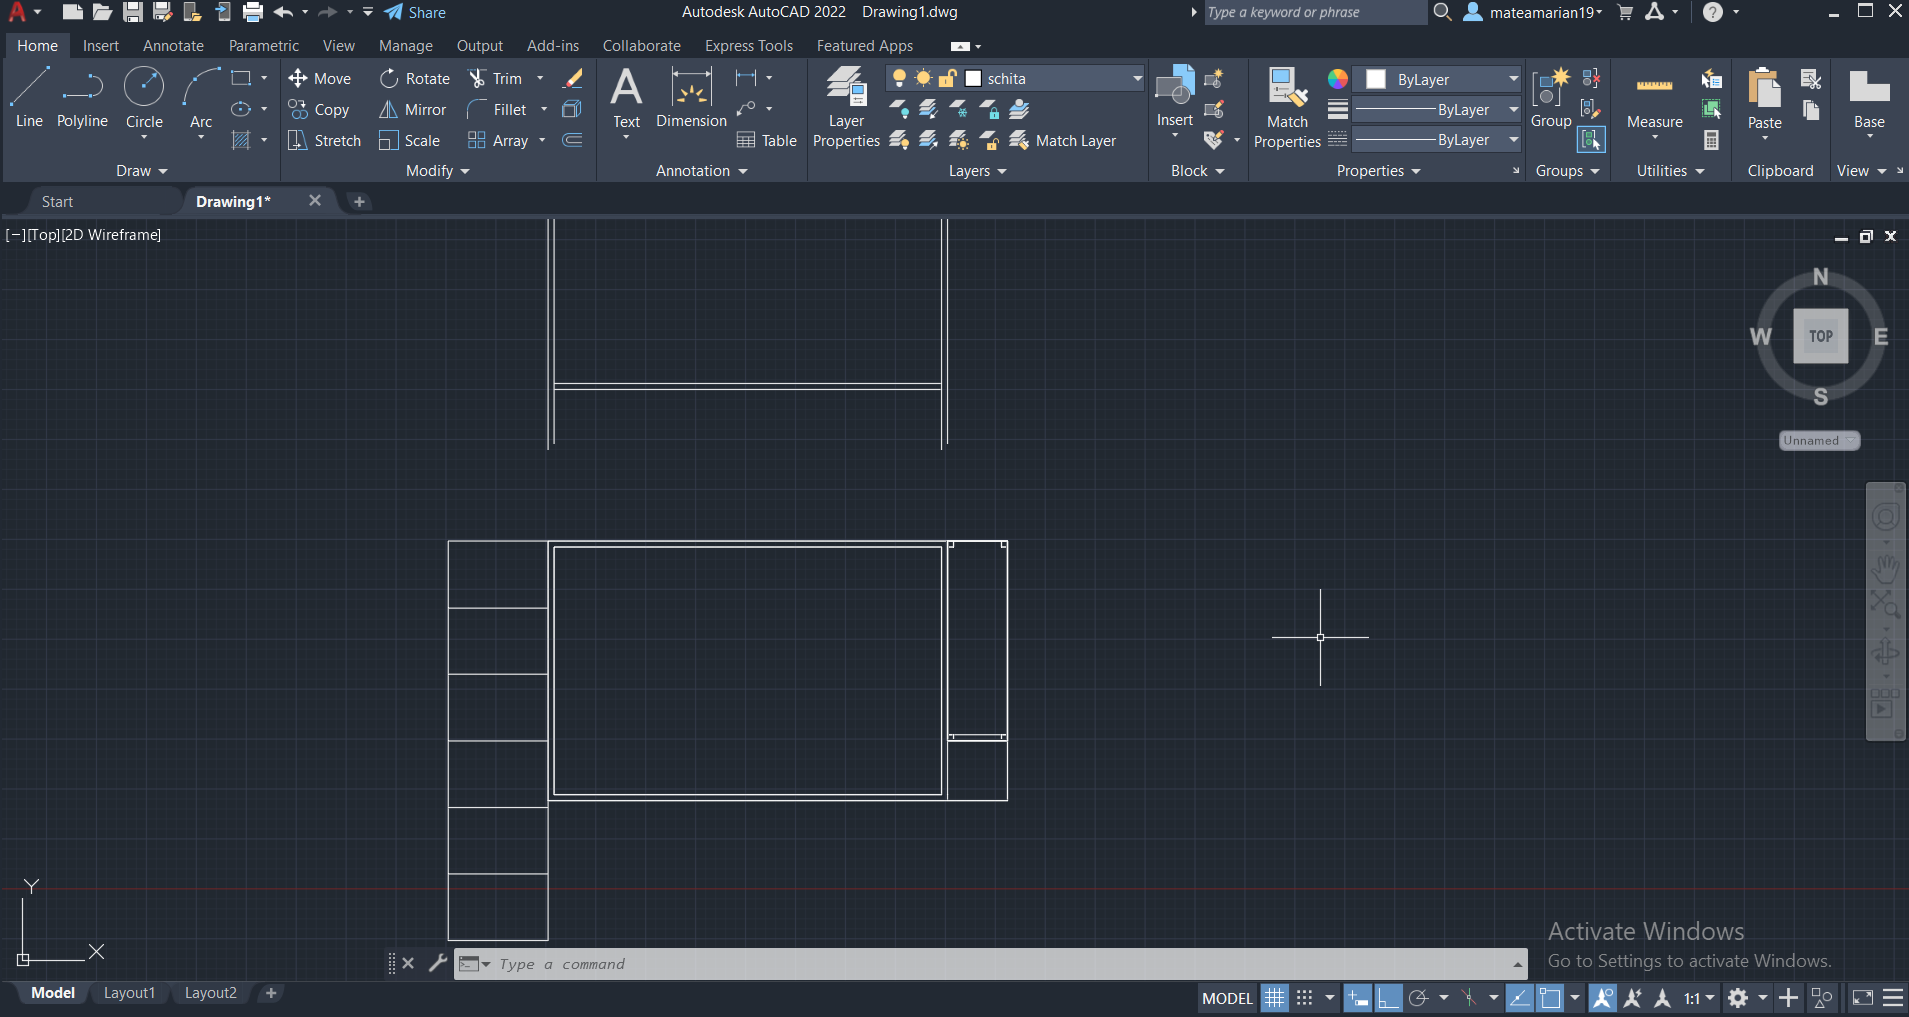 Share
Autodesk AutoCAD 2022 Drawing1.dwg
Type a keyword or phrase
mateamarian19
Home Insert Annotate Parametric View Manage Output Add-ins Collaborate Express Tools Featured Apps
Line Polyline Circle Arc
Draw
Move Rotate Trim
Copy Mirror Fillet
Stretch Scale Array
Modify
Text Dimension
Table
Annotation
Layer
Properties
schita
Match Layer
Layers
Insert
Block
Match
Properties
ByLayer
ByLayer
ByLayer
Properties
Group
Groups
Measure
Utilities
Paste
Clipboard
Base
View
Start Drawing1*
[−][Top][2D Wireframe]
N
W TOP E
S
Unnamed
Y
X
Type a command
Activate Windows
Go to Settings to activate Windows.
Model Layout1 Layout2
MODEL 1:1